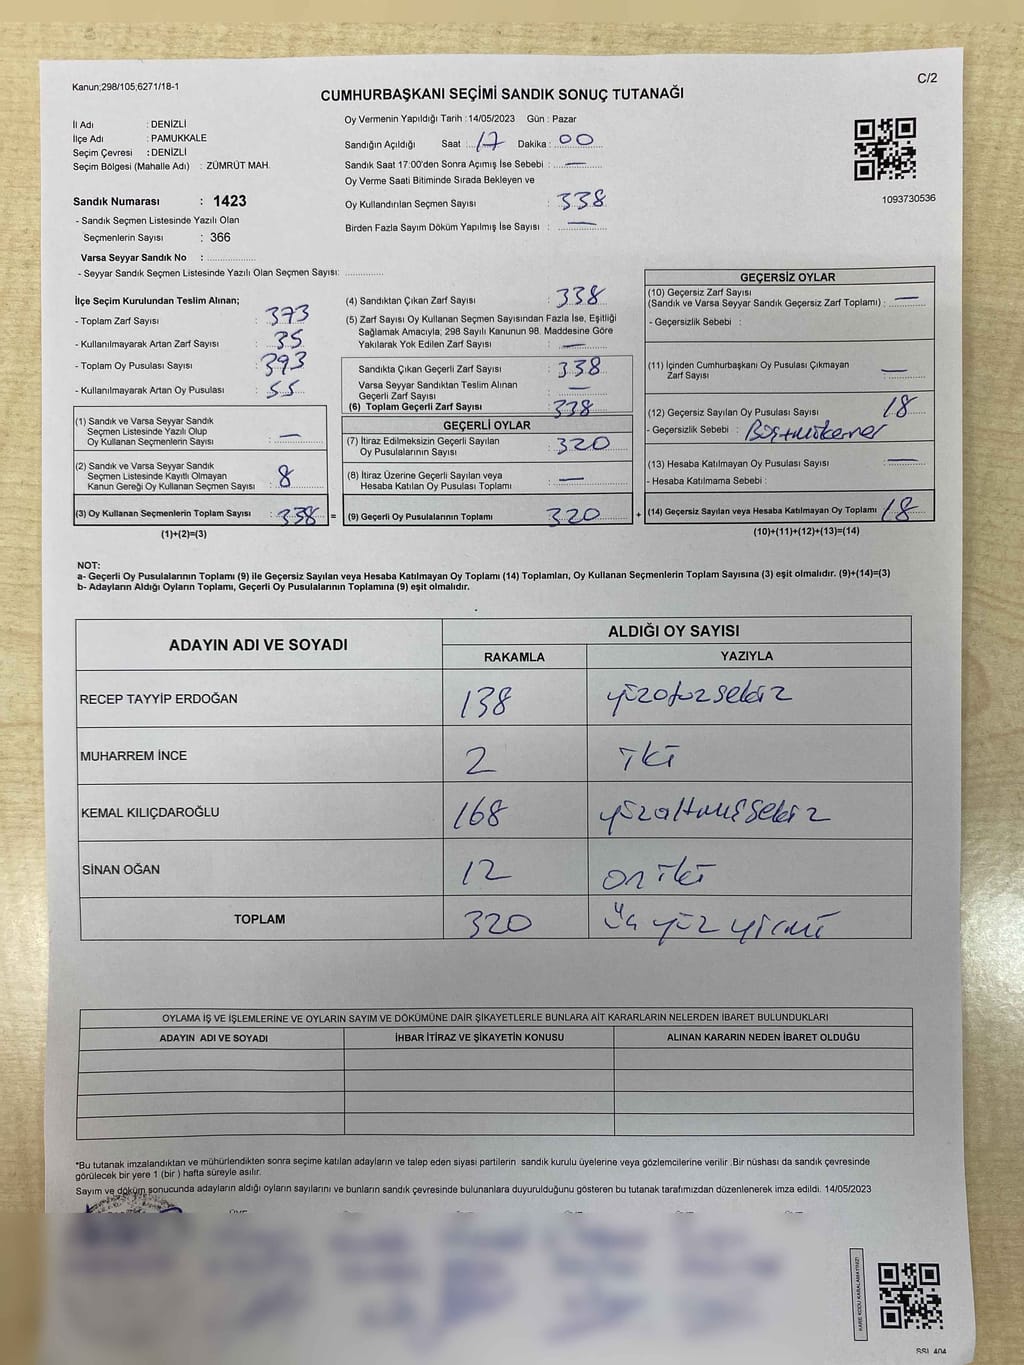 Kanun;298/105;6271/18-1
C/2
CUMHURBAŞKANI SEÇİMİ SANDIK SONUÇ TUTANAĞI
İl Adı : DENİZLİ
İlçe Adı : PAMUKKALE
Seçim Çevresi : DENİZLİ
Seçim Bölgesi (Mahalle Adı) : ZÜMRÜT MAH.
Sandık Numarası : 1423
- Sandık Seçmen Listesinde Yazılı Olan
Seçmenlerin Sayısı : 366
Varsa Seyyar Sandık No :
- Seyyar Sandık Seçmen Listesinde Yazılı Olan Seçmen Sayısı:
Oy Vermenin Yapıldığı Tarih :14/05/2023 Gün : Pazar
Sandığın Açıldığı Saat : 17 Dakika : 00
Sandık Saat 17:00'den Sonra Açımış İse Sebebi : —
Oy Verme Saati Bitiminde Sırada Bekleyen ve
Oy Kullandırılan Seçmen Sayısı : 338
Birden Fazla Sayım Döküm Yapılmış İse Sayısı : —
1093730536
İlçe Seçim Kurulundan Teslim Alınan;
- Toplam Zarf Sayısı : 373
- Kullanılmayarak Artan Zarf Sayısı : 35
- Toplam Oy Pusulası Sayısı : 393
- Kullanılmayarak Artan Oy Pusulası : 55
(1) Sandık ve Varsa Seyyar Sandık
Seçmen Listesinde Yazılı Olup
Oy Kullanan Seçmenlerin Sayısı : —
(2) Sandık ve Varsa Seyyar Sandık
Seçmen Listesinde Kayıtlı Olmayan
Kanun Gereği Oy Kullanan Seçmen Sayısı : 8
(3) Oy Kullanan Seçmenlerin Toplam Sayısı : 338 =
(1)+(2)=(3)
(4) Sandıktan Çıkan Zarf Sayısı : 338
(5) Zarf Sayısı Oy Kullanan Seçmen Sayısından Fazla İse, Eşitliği
Sağlamak Amacıyla, 298 Sayılı Kanunun 98. Maddesine Göre
Yakılarak Yok Edilen Zarf Sayısı : —
Sandıkta Çıkan Geçerli Zarf Sayısı : 338
Varsa Seyyar Sandıktan Teslim Alınan
Geçerli Zarf Sayısı : —
(6) Toplam Geçerli Zarf Sayısı : 338
GEÇERLİ OYLAR
(7) İtiraz Edilmeksizin Geçerli Sayılan
Oy Pusulalarının Sayısı : 320
(8) İtiraz Üzerine Geçerli Sayılan veya
Hesaba Katılan Oy Pusulası Toplamı : —
(9) Geçerli Oy Pusulalarının Toplamı 320 +
GEÇERSİZ OYLAR
(10) Geçersiz Zarf Sayısı
(Sandık ve Varsa Seyyar Sandık Geçersiz Zarf Toplamı) : —
- Geçersizlik Sebebi :
(11) İçinden Cumhurbaşkanı Oy Pusulası Çıkmayan
Zarf Sayısı : —
(12) Geçersiz Sayılan Oy Pusulası Sayısı : 18
- Geçersizlik Sebebi :
(13) Hesaba Katılmayan Oy Pusulası Sayısı : —
- Hesaba Katılmama Sebebi :
(14) Geçersiz Sayılan veya Hesaba Katılmayan Oy Toplamı : 18
(10)+(11)+(12)+(13)=(14)
NOT:
a- Geçerli Oy Pusulalarının Toplamı (9) ile Geçersiz Sayılan veya Hesaba Katılmayan Oy Toplamı (14) Toplamları, Oy Kullanan Seçmenlerin Toplam Sayısına (3) eşit olmalıdır. (9)+(14)=(3)
b- Adayların Aldığı Oyların Toplamı, Geçerli Oy Pusulalarının Toplamına (9) eşit olmalıdır.
ADAYIN ADI VE SOYADI
ALDIĞI OY SAYISI
RAKAMLA YAZIYLA
RECEP TAYYİP ERDOĞAN 138 yüzotuzsekiz
MUHARREM İNCE 2 iki
KEMAL KILIÇDAROĞLU 168 yüzaltmışsekiz
SİNAN OĞAN 12 on iki
TOPLAM 320 üç yüz yirmi
OYLAMA İŞ VE İŞLEMLERİNE VE OYLARIN SAYIM VE DÖKÜMÜNE DAİR ŞİKAYETLERLE BUNLARA AİT KARARLARIN NELERDEN İBARET BULUNDUKLARI
ADAYIN ADI VE SOYADI İHBAR İTİRAZ VE ŞİKAYETİN KONUSU ALINAN KARARIN NEDEN İBARET OLDUĞU
*Bu tutanak imzalandıktan ve mühürlendikten sonra seçime katılan adayların ve talep eden siyasi partilerin sandık kurulu üyelerine veya gözlemcilerine verilir .Bir nüshası da sandık çevresinde
görülecek bir yere 1 (bir ) hafta süreyle asılır.
Sayım ve döküm sonucunda adayların aldığı oyların sayılarını ve bunların sandık çevresinde bulunanlara duyurulduğunu gösteren bu tutanak tarafımızdan düzenlenerek imza edildi. 14/05/2023
KARE KODU KARALAMAYINIZ!